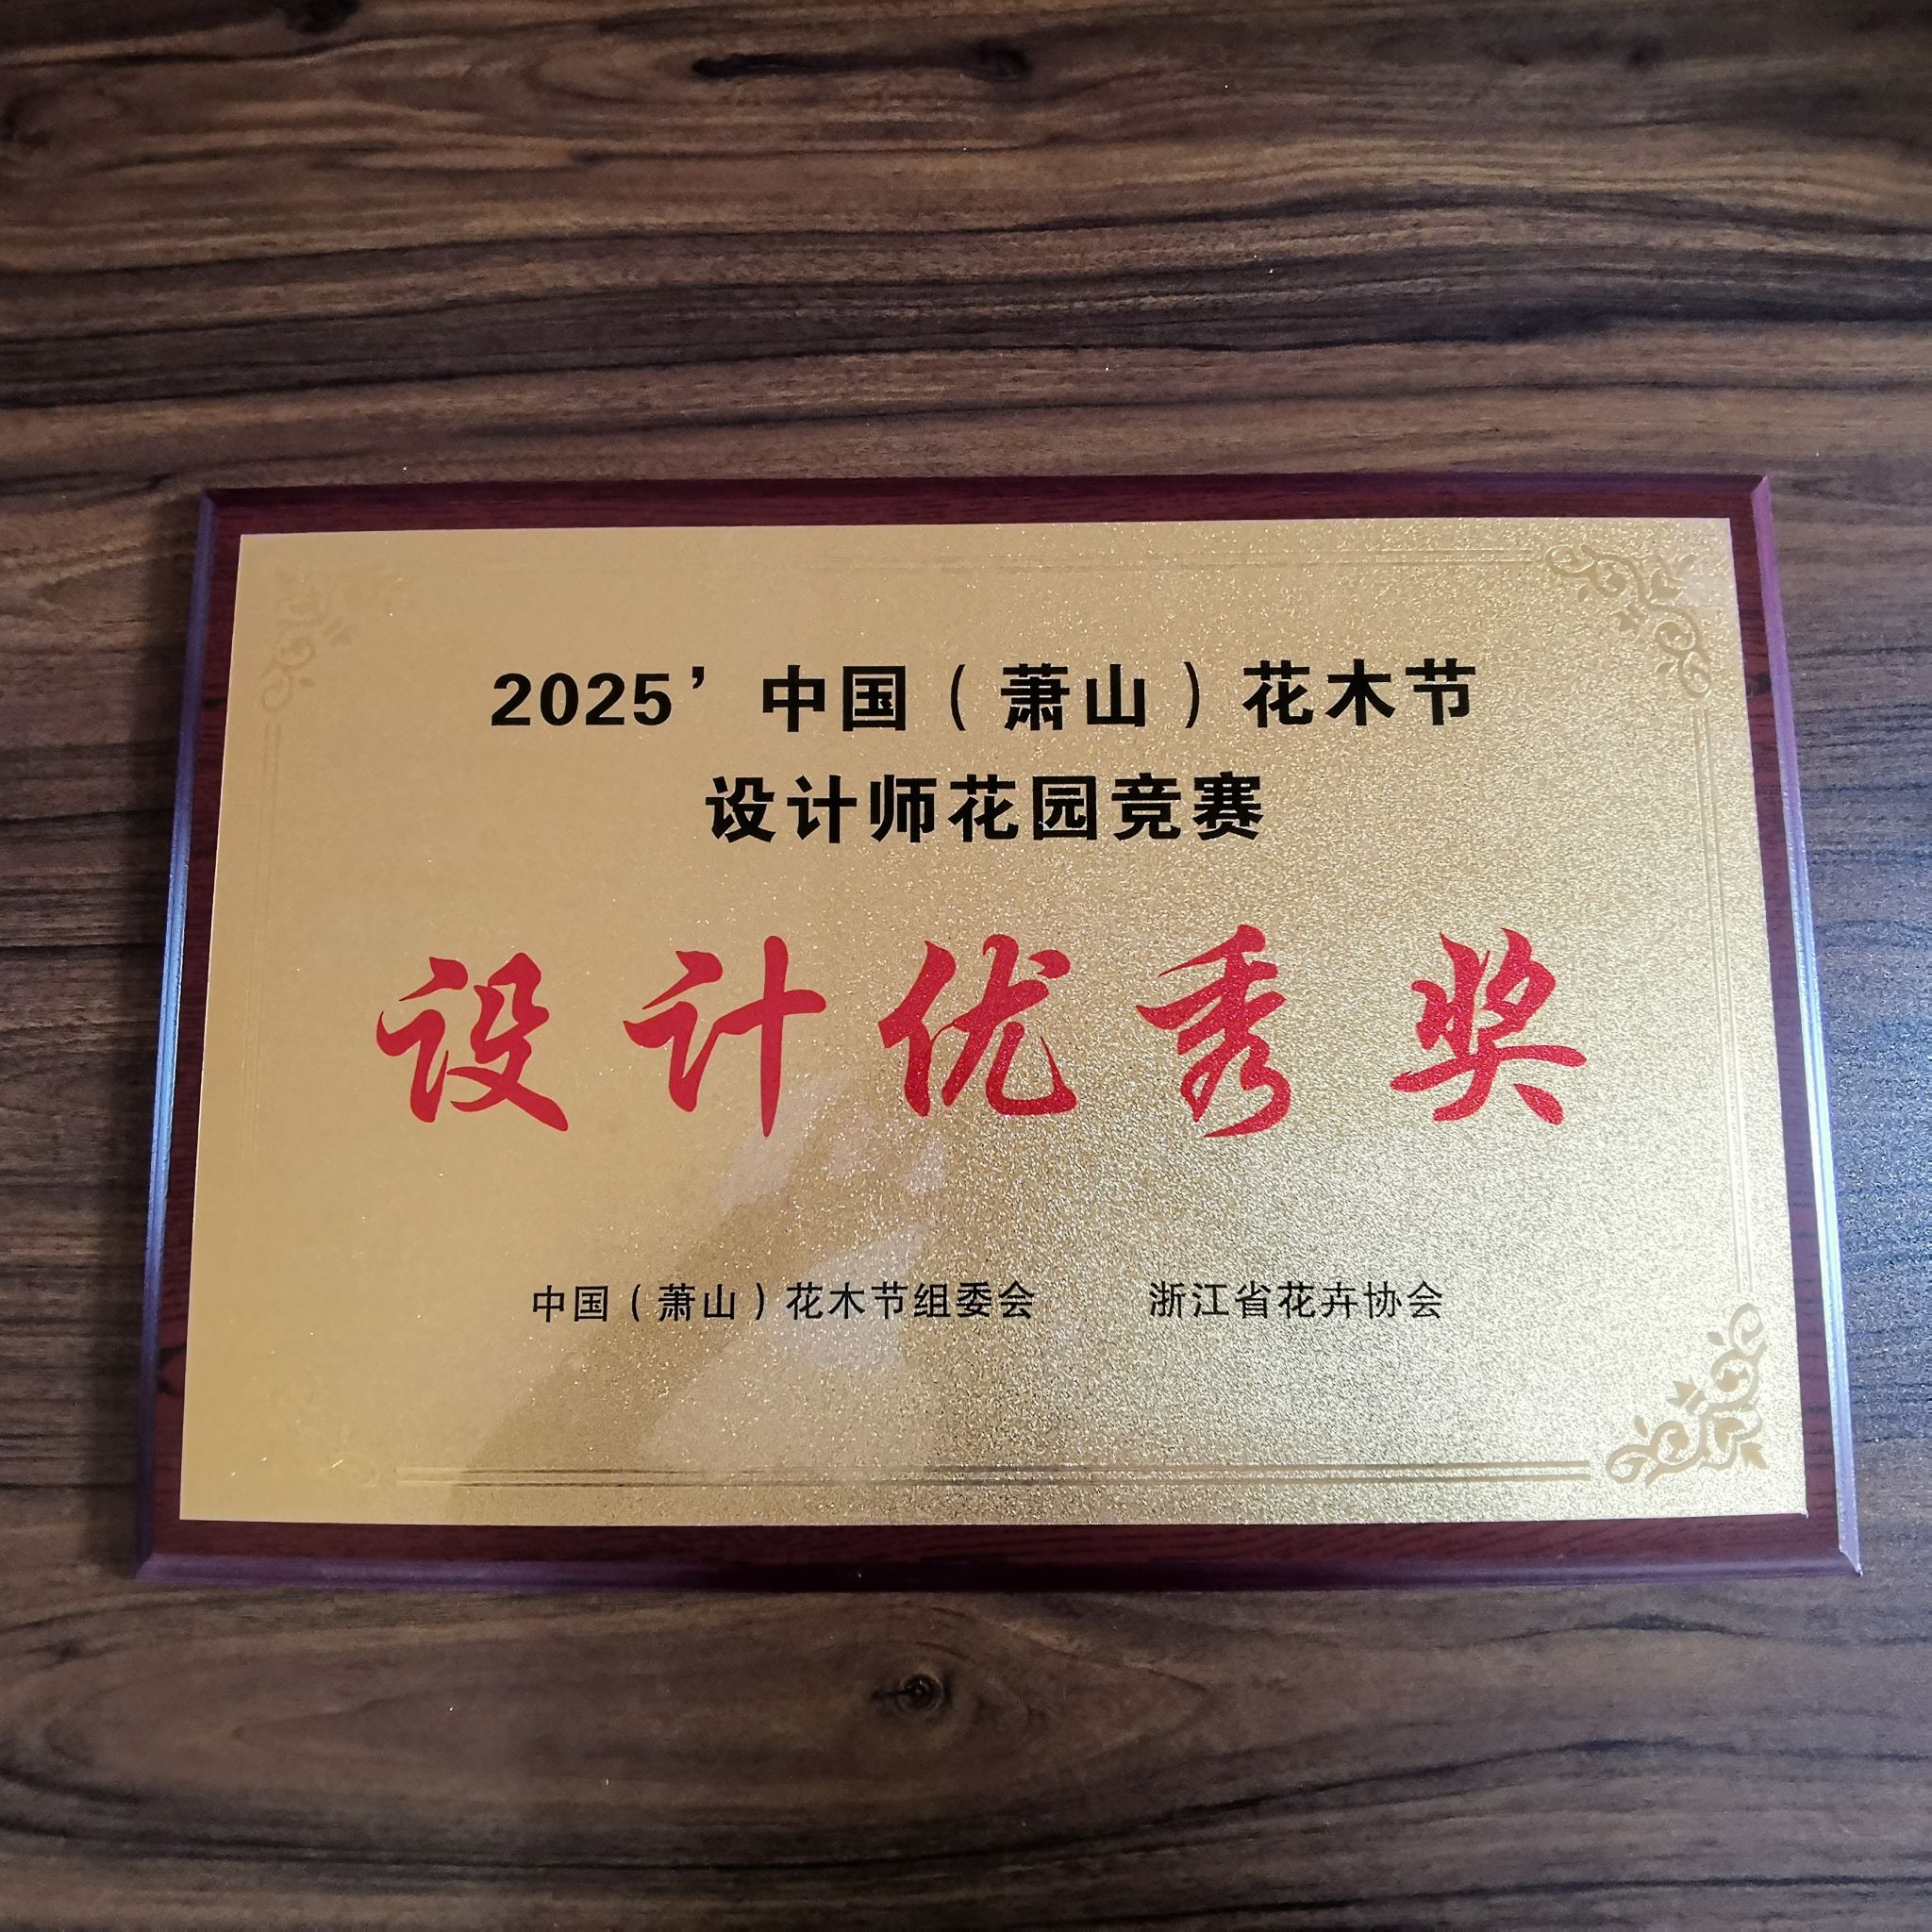 2025’中国（萧山）花木节
设计师花园竞赛
设计优秀奖
中国（萧山）花木节组委会 浙江省花卉协会